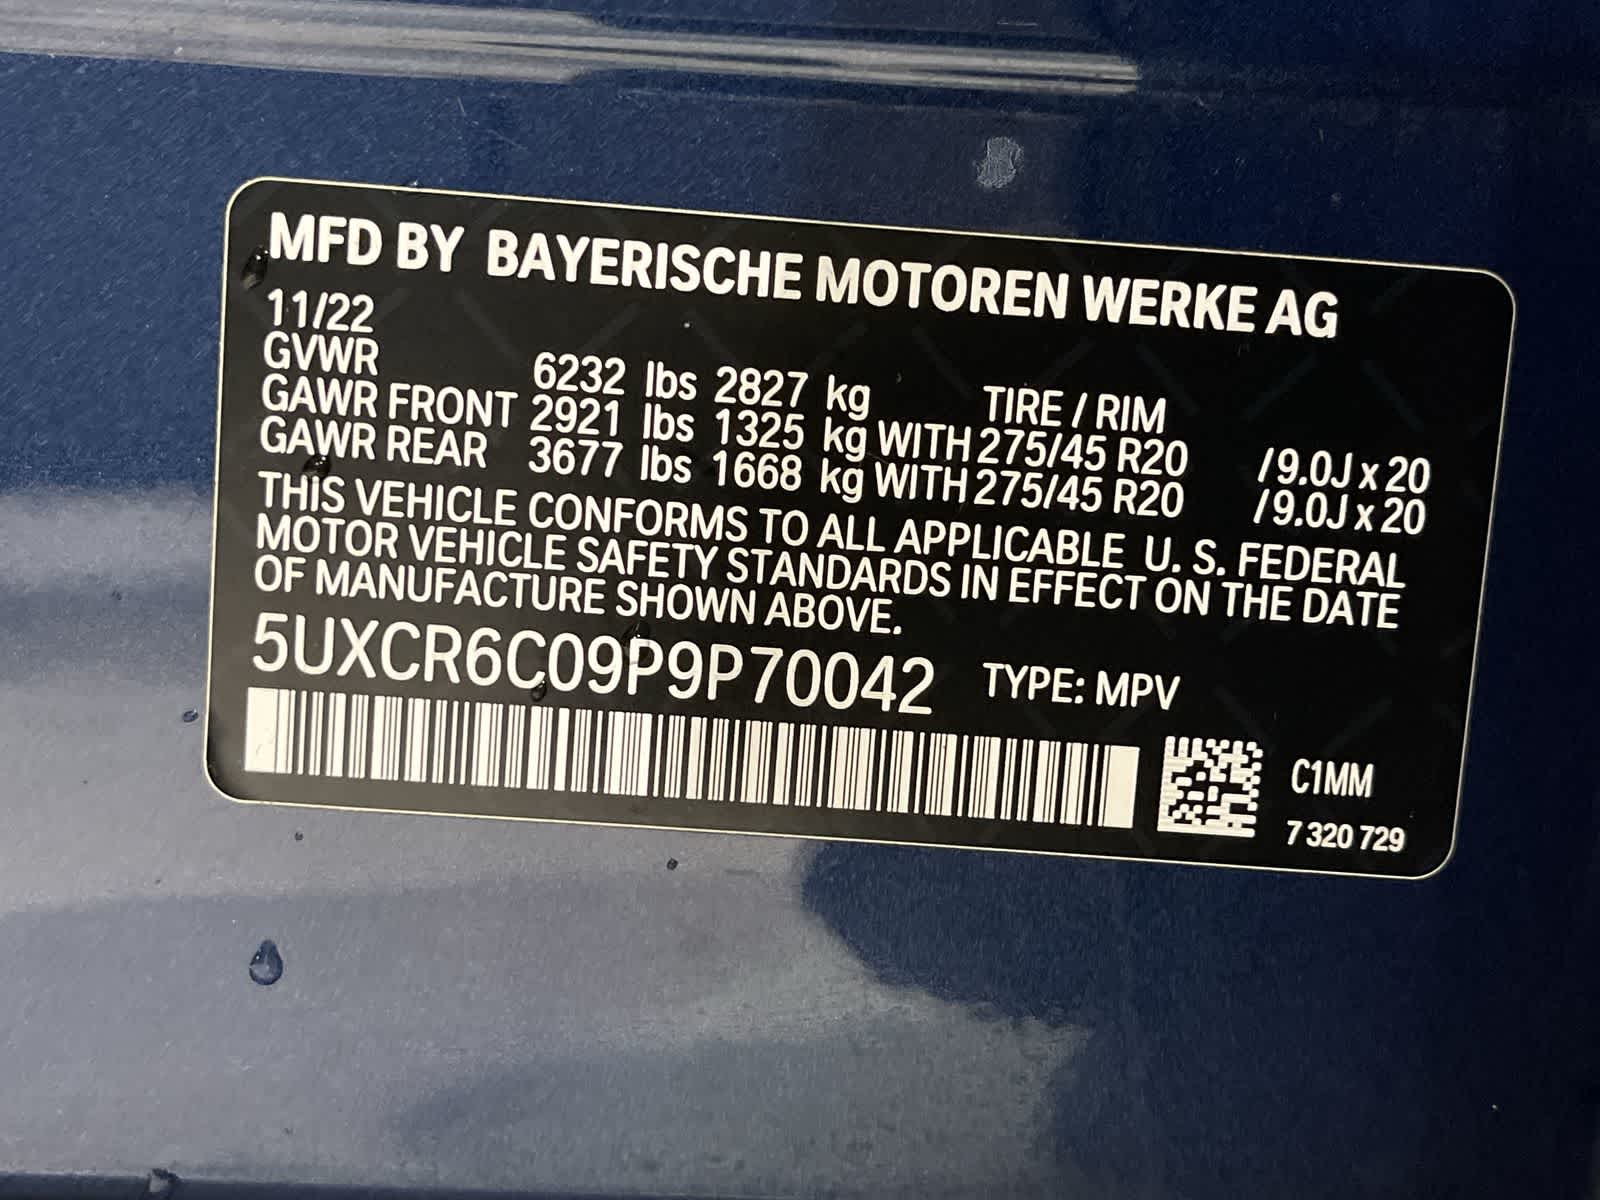 MFD BY BAYERISCHE MOTOREN WERKE AG
11/22
GVWR 6232 lbs 2827 kg TIRE / RIM
GAWR FRONT 2921 lbs 1325 kg WITH 275/45 R20 /9.0J x 20
GAWR REAR 3677 lbs 1668 kg WITH 275/45 R20 /9.0J x 20
THIS VEHICLE CONFORMS TO ALL APPLICABLE U. S. FEDERAL
MOTOR VEHICLE SAFETY STANDARDS IN EFFECT ON THE DATE
OF MANUFACTURE SHOWN ABOVE.
5UXCR6C09P9P70042 TYPE: MPV
C1MM
7 320 729